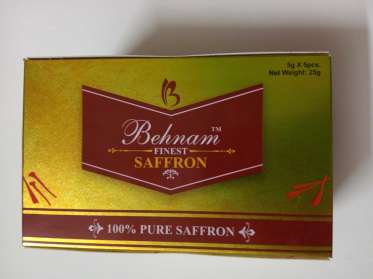 5g X 5pcs.
Net Weight: 25g
Behnam™
FINEST
SAFFRON
100% PURE SAFFRON